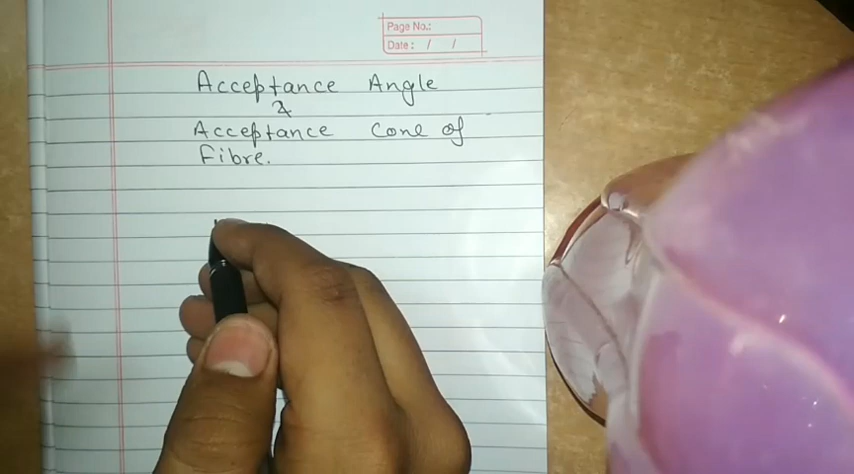 Page No.:
Date: / /
Acceptance Angle
&
Acceptance Cone of
Fibre.